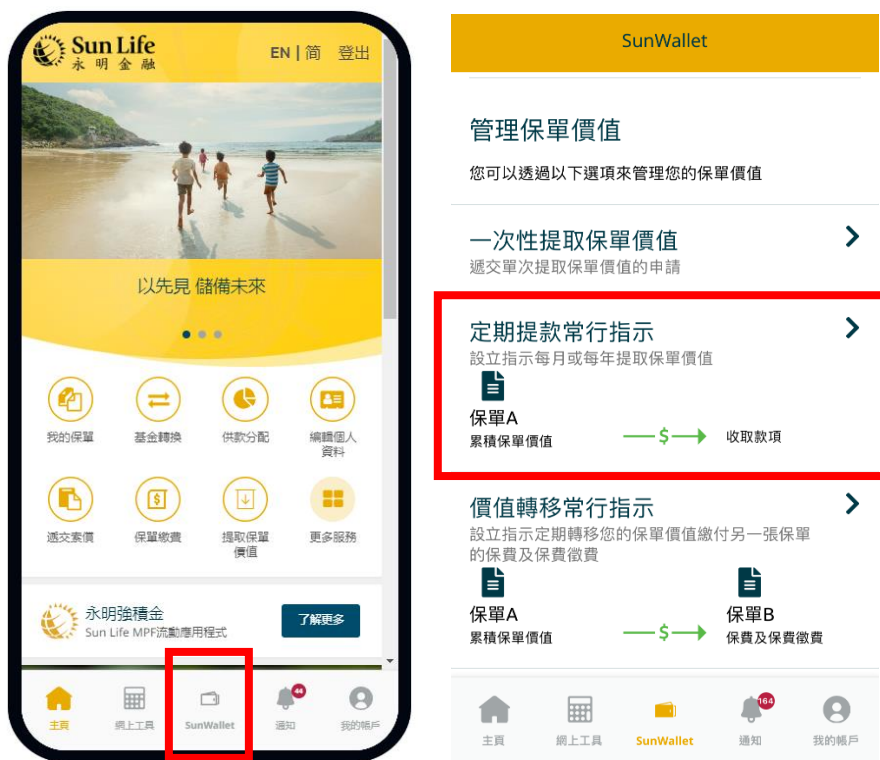 Sun Life
永明金融
EN | 简 登出
以先見 儲備未來
我的保單
基金轉換
供款分配
編輯個人
資料
遞交索償
保單繳費
提取保單
價值
更多服務
永明強積金
Sun Life MPF流動應用程式
了解更多
44
主頁
網上工具
SunWallet
通知
我的帳戶
SunWallet
管理保單價值
您可以透過以下選項來管理您的保單價值
一次性提取保單價值
遞交單次提取保單價值的申請
定期提款常行指示
設立指示每月或每年提取保單價值
保單A
累積保單價值
$
收取款項
價值轉移常行指示
設立指示定期轉移您的保單價值繳付另一張保單
的保費及保費徵費
保單A
累積保單價值
$
保單B
保費及保費徵費
164
主頁
網上工具
SunWallet
通知
我的帳戶